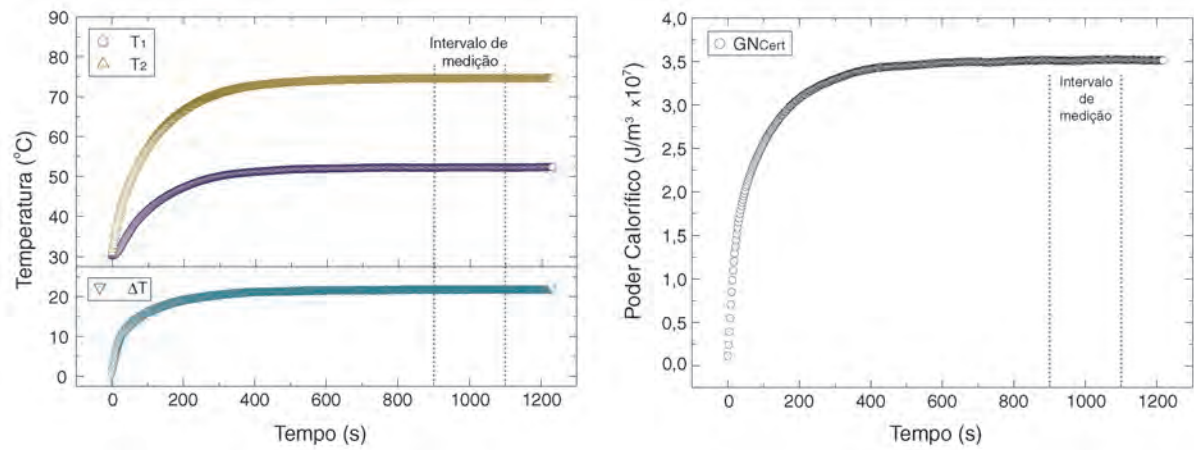 90
80
70
60
50
40
30
20
10
0
Temperatura (°C)
T1
T2
Intervalo de
medição
ΔT
0 200 400 600 800 1000 1200
Tempo (s)
4,0
3,5
3,0
2,5
2,0
1,5
3,5
0,5
0,0
Poder Calorífico (J/m³ x10⁷)
GNCert
Intervalo
de
medição
0 200 400 600 800 1000 1200
Tempo (s)